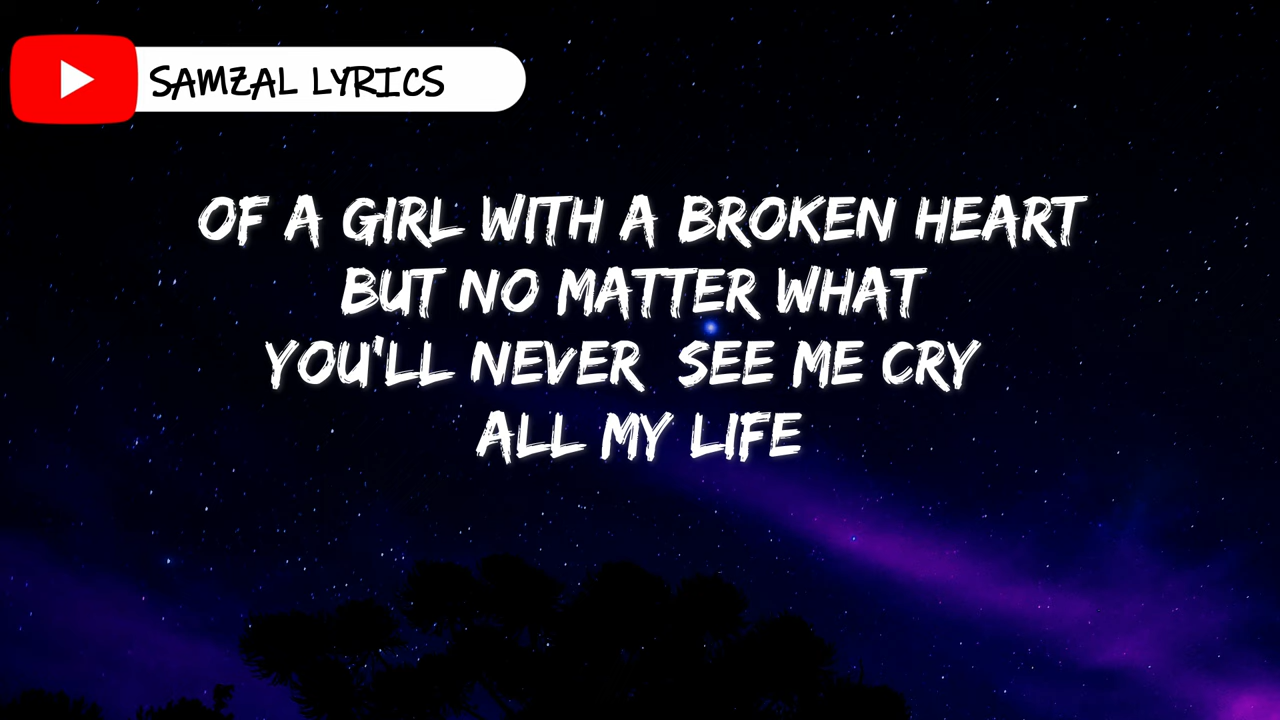 SAMZAL LYRICS
OF A GIRL WITH A BROKEN HEART
BUT NO MATTER WHAT
YOU'LL NEVER SEE ME CRY
ALL MY LIFE